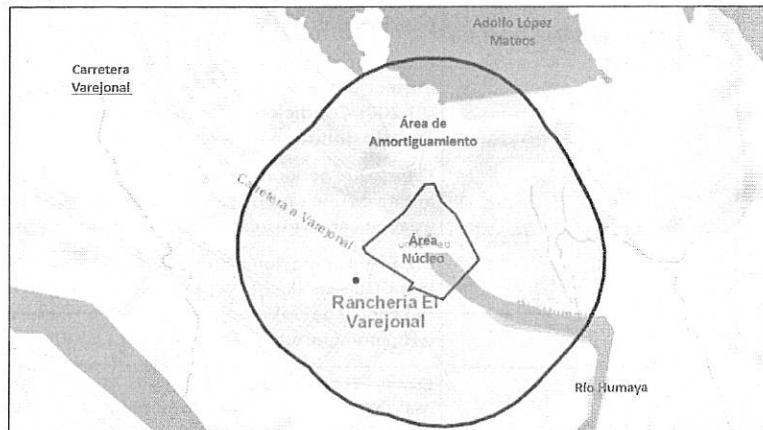 Adolfo López
Mateos
Carretera
Varejonal
Área de
Amortiguamiento
Carretera a Varejonal
Área
Núcleo
Ranchería El
Varejonal
Río Humaya